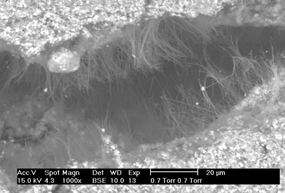 Acc.V Spot Magn Det WD Exp 20 µm
15.0 kV 4.3 1000x BSE 10.0 13 0.7 Torr 0.7 Torr